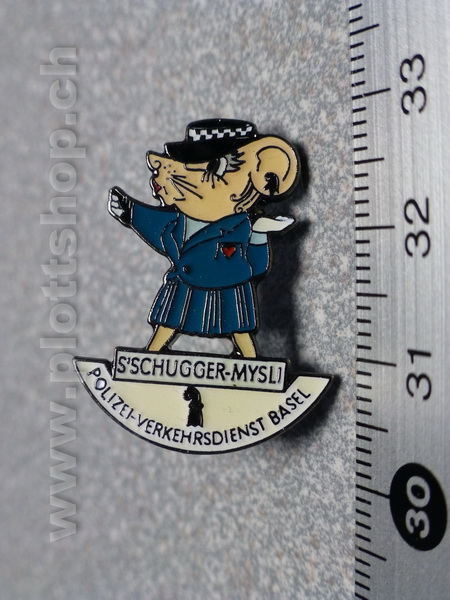 S'SCHUGGER-MYSLI
POLIZEI-VERKEHRSDIENST BASEL
www.plottshop.ch
33
32
31
30